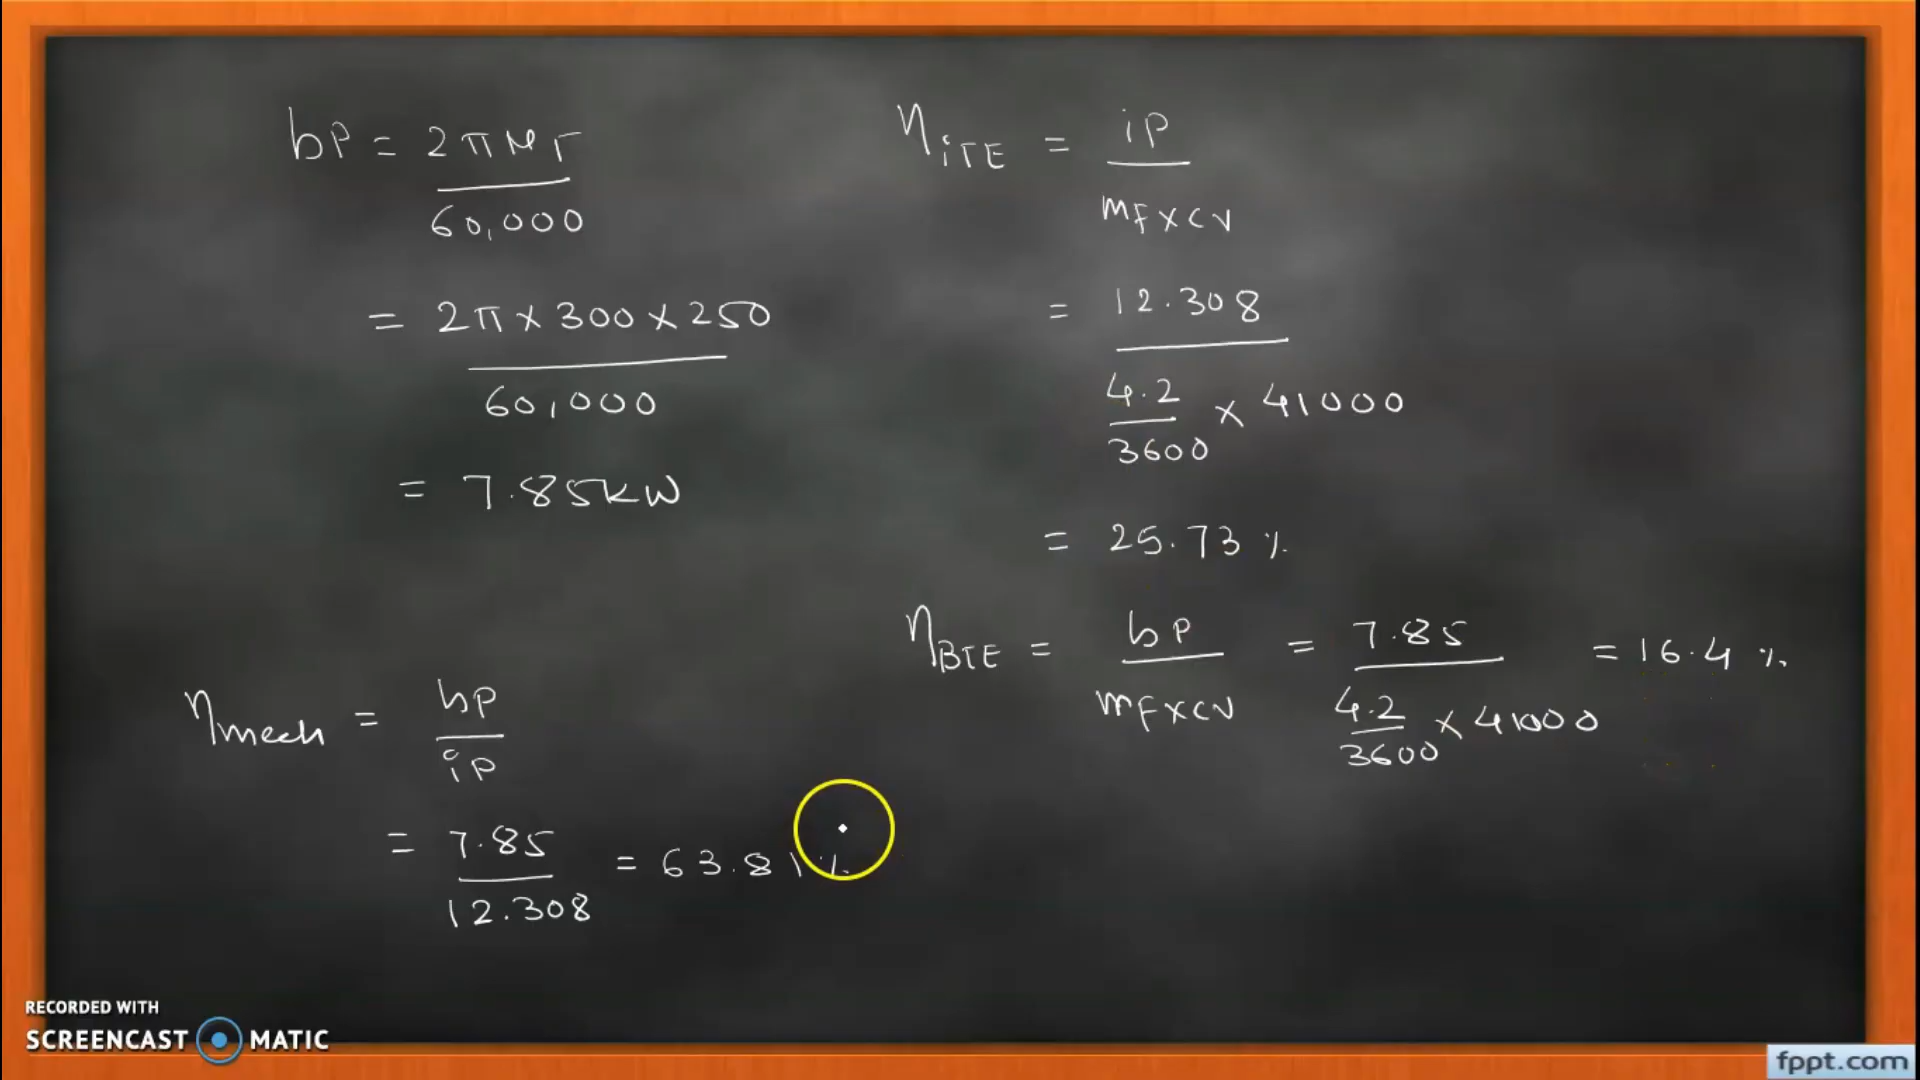 bP = 2πNT
60,000
= 2π × 300 × 250
60,000
= 7.85kW
ηmech = bP
iP
= 7.85 = 63.81 %
12.308
ηiTE = iP
mF×CV
= 12.308
4.2 × 41000
3600
= 25.73 %
ηBTE = bP = 7.85 = 16.4 %
mF×CV 4.2 × 41000
3600
RECORDED WITH
SCREENCAST MATIC
fppt.com